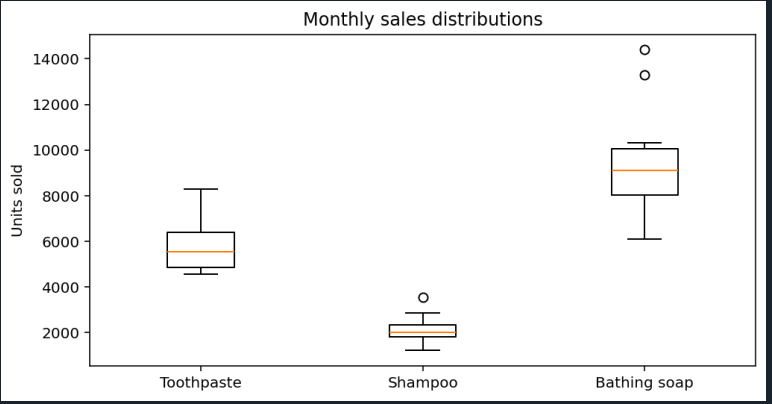 Monthly sales distributions
Units sold
14000
12000
10000
8000
6000
4000
2000
Toothpaste
Shampoo
Bathing soap